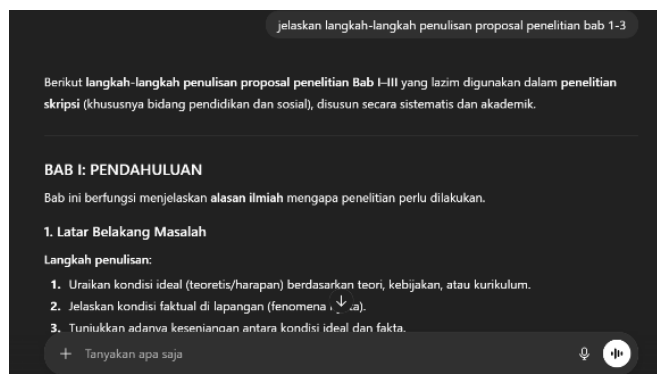 jelaskan langkah-langkah penulisan proposal penelitian bab 1-3
Berikut langkah-langkah penulisan proposal penelitian Bab I–III yang lazim digunakan dalam penelitian
skripsi (khususnya bidang pendidikan dan sosial), disusun secara sistematis dan akademik.
BAB I: PENDAHULUAN
Bab ini berfungsi menjelaskan alasan ilmiah mengapa penelitian perlu dilakukan.
1. Latar Belakang Masalah
Langkah penulisan:
1. Uraikan kondisi ideal (teoretis/harapan) berdasarkan teori, kebijakan, atau kurikulum.
2. Jelaskan kondisi faktual di lapangan (fenomena
3. Tunjukkan adanya kesenjangan antara kondisi ideal dan fakta.
Tanyakan apa saja